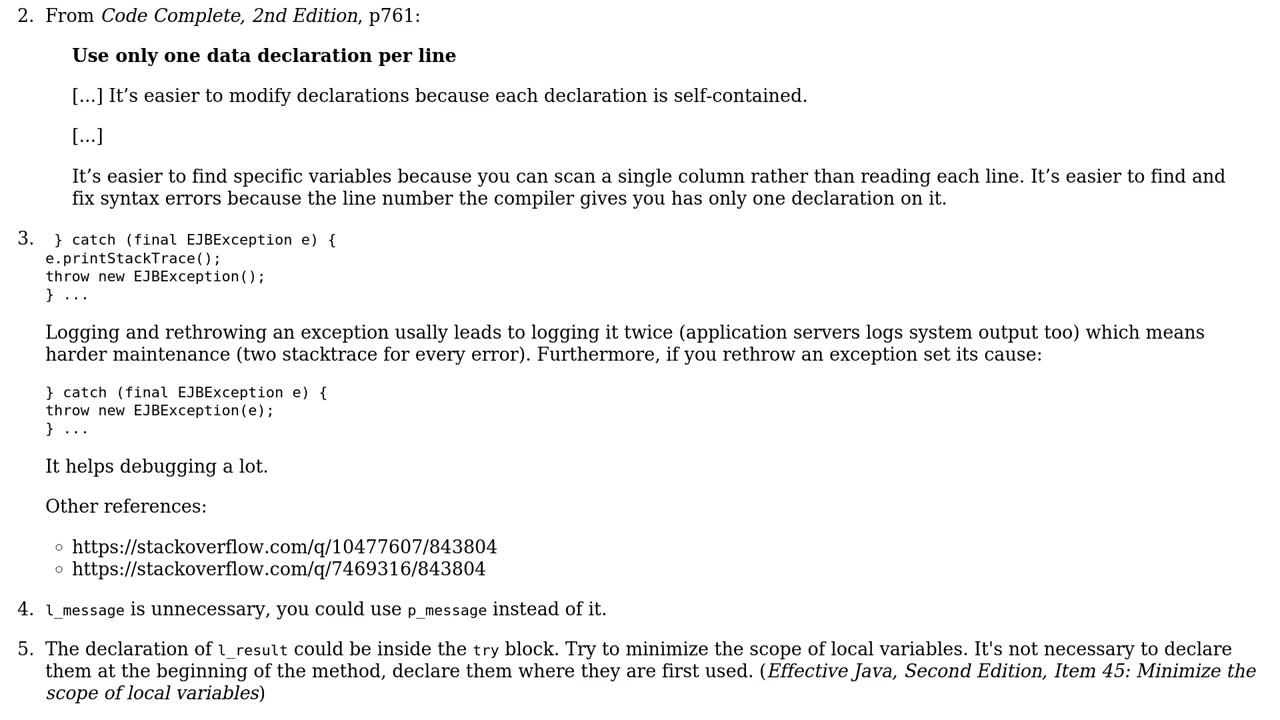 2. From Code Complete, 2nd Edition, p761:
Use only one data declaration per line
[...] It’s easier to modify declarations because each declaration is self-contained.
[...]
It’s easier to find specific variables because you can scan a single column rather than reading each line. It’s easier to find and
fix syntax errors because the line number the compiler gives you has only one declaration on it.
3. } catch (final EJBException e) {
e.printStackTrace();
throw new EJBException();
} ...
Logging and rethrowing an exception usally leads to logging it twice (application servers logs system output too) which means
harder maintenance (two stacktrace for every error). Furthermore, if you rethrow an exception set its cause:
} catch (final EJBException e) {
throw new EJBException(e);
} ...
It helps debugging a lot.
Other references:
◦ https://stackoverflow.com/q/10477607/843804
◦ https://stackoverflow.com/q/7469316/843804
4. l_message is unnecessary, you could use p_message instead of it.
5. The declaration of l_result could be inside the try block. Try to minimize the scope of local variables. It's not necessary to declare
them at the beginning of the method, declare them where they are first used. (Effective Java, Second Edition, Item 45: Minimize the
scope of local variables)